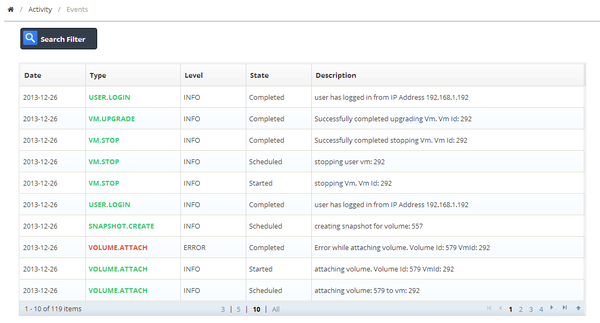 / Activity / Events
Search Filter
Date Type Level State Description
2013-12-26 USER.LOGIN INFO Completed user has logged in from IP Address 192.168.1.192
2013-12-26 VM.UPGRADE INFO Completed Successfully completed upgrading Vm. Vm Id: 292
2013-12-26 VM.STOP INFO Completed Successfully completed stopping Vm. Vm Id: 292
2013-12-26 VM.STOP INFO Scheduled stopping user vm: 292
2013-12-26 VM.STOP INFO Started stopping Vm. Vm Id: 292
2013-12-26 USER.LOGIN INFO Completed user has logged in from IP Address 192.168.1.192
2013-12-26 SNAPSHOT.CREATE INFO Scheduled creating snapshot for volume: 557
2013-12-26 VOLUME.ATTACH ERROR Completed Error while attaching volume. Volume Id: 579 VmId: 292
2013-12-26 VOLUME.ATTACH INFO Started attaching volume. Volume Id: 579 VmId: 292
2013-12-26 VOLUME.ATTACH INFO Scheduled attaching volume: 579 to vm: 292
1 - 10 of 119 items 3 | 5 | 10 | All 1 2 3 4